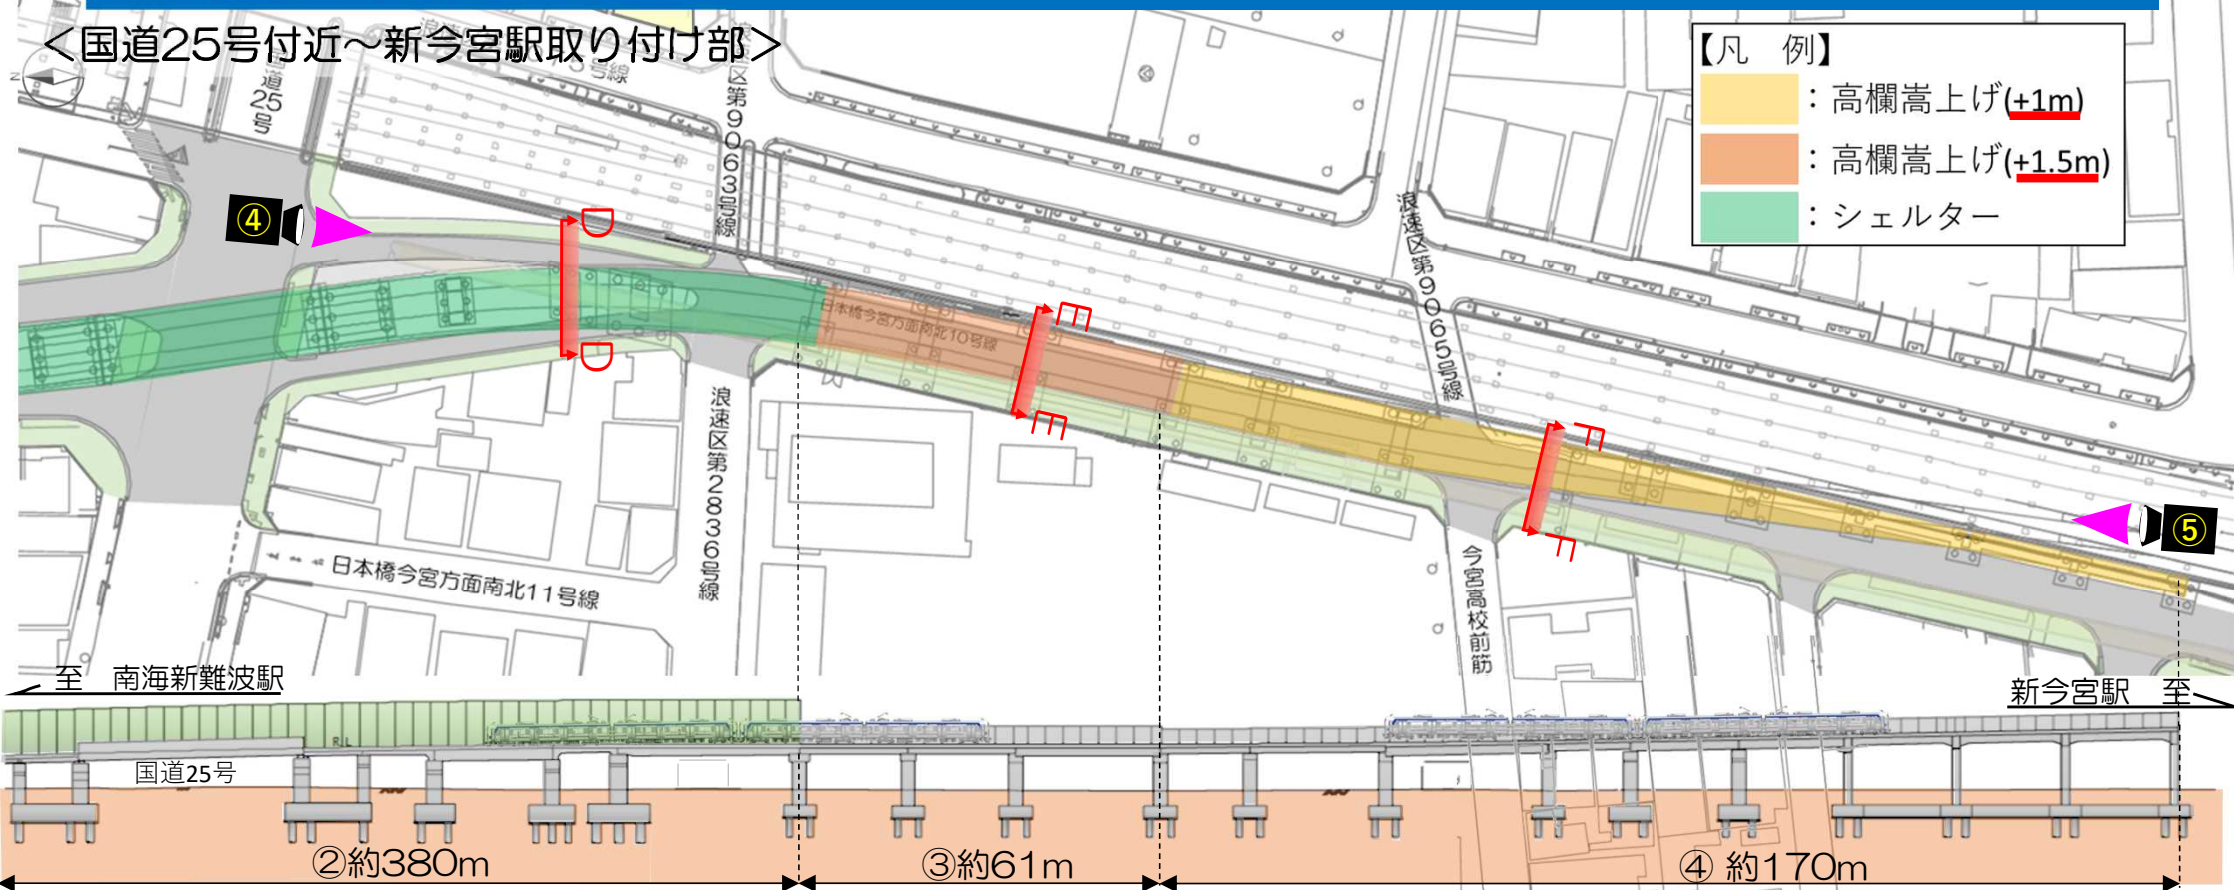 <国道25号付近~新今宮駅取り付け部>
【凡　例】
:高欄嵩上げ(+1m)
:高欄嵩上げ(+1.5m)
:シェルター
N
国道25号
浪速区第9063号線
浪速区第9065号線
④
日本橋今宮方面南北10号線
⑤
浪速区第2836号線
日本橋今宮方面南北11号線
今宮高校前筋
至　南海新難波駅
新今宮駅　至
R.L
国道25号
②約380m
③約61m
④ 約170m